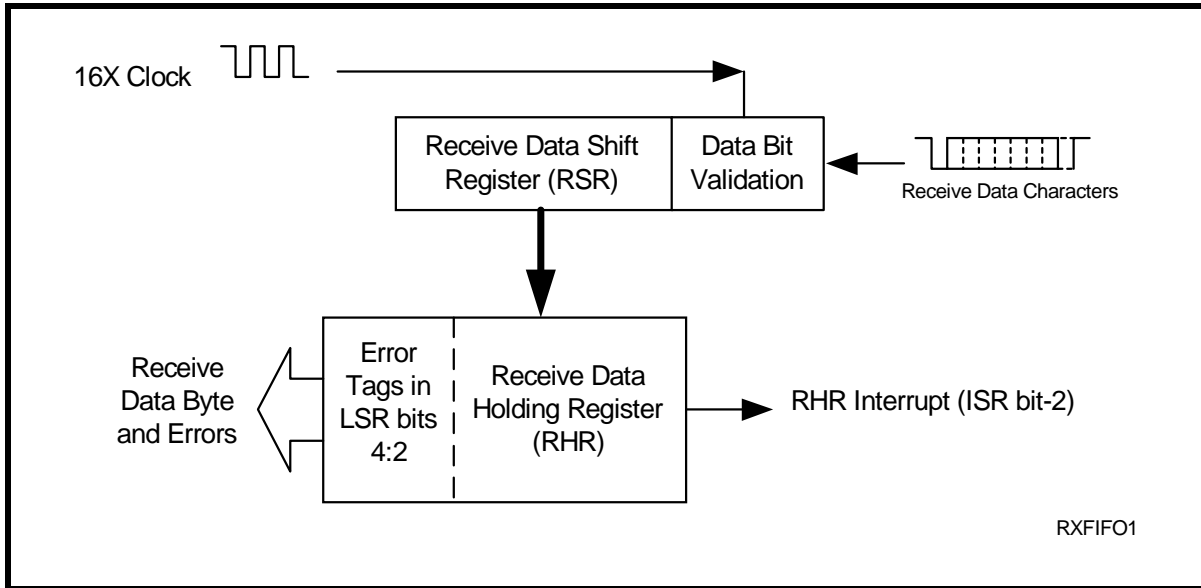 16X Clock
Receive Data Shift
Register (RSR)
Data Bit
Validation
Receive Data Characters
Receive
Data Byte
and Errors
Error
Tags in
LSR bits
4:2
Receive Data
Holding Register
(RHR)
RHR Interrupt (ISR bit-2)
RXFIFO1